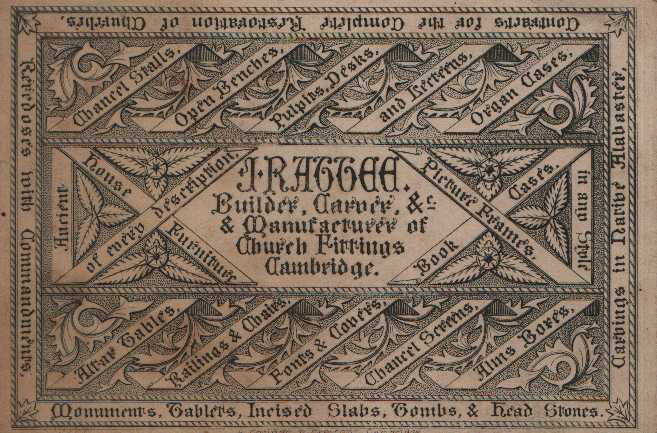 Contracts for the Complete Restoration of Churches.
Chancel Stalls.
Open Benches,
Pulpits, Desks,
and Lecterns,
Organ Cases.
Reredoses with Commandments.
Ancient
House
Furniture
of every description.
J. RATTEE.
Builder, Carver, &c
& Manufacturer of
Church Fittings
Cambridge.
Picture Frames.
Book Cases.
in any Style
Carvings in Native Alabaster.
Altar Tables,
Railings & Chairs,
Fonts & Covers,
Chancel Screens,
Alms Boxes.
Monuments, Tablets, Incised Slabs, Tombs, & Head Stones.